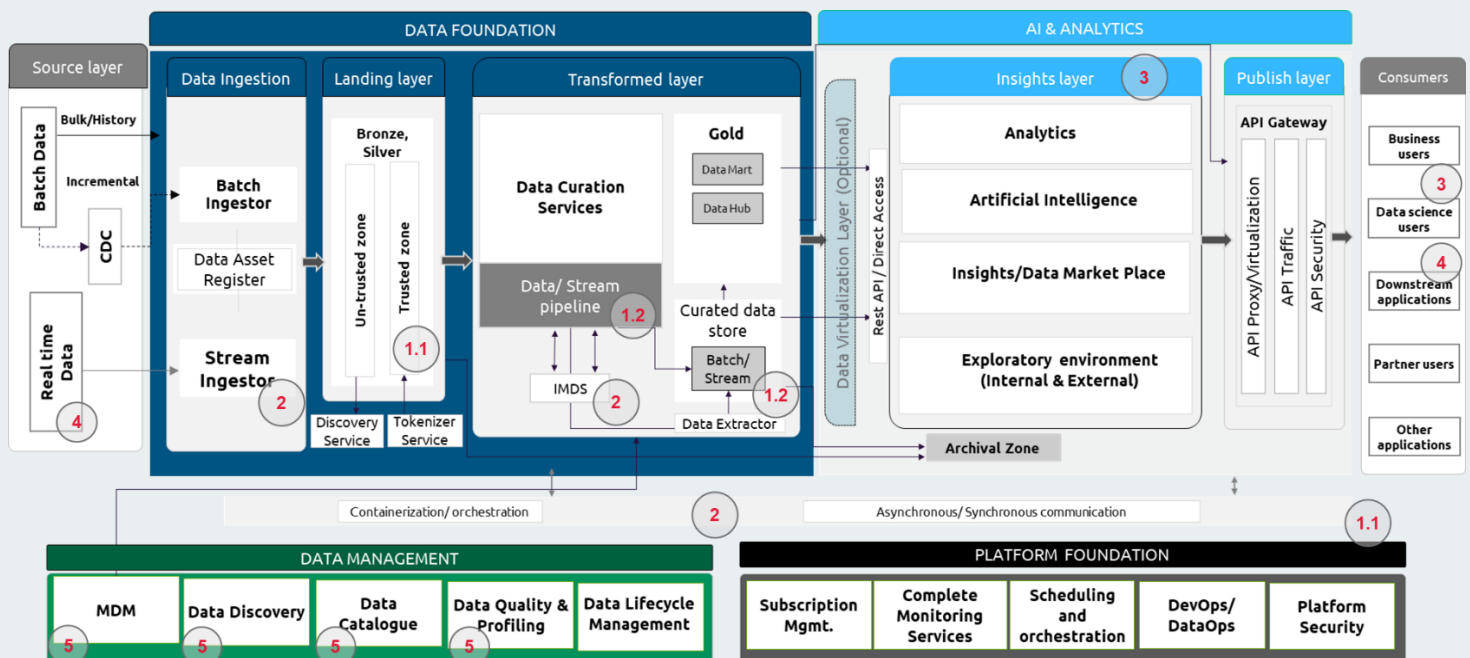 DATA FOUNDATION
AI & ANALYTICS
Source layer
Batch Data
Bulk/History
Incremental
CDC
Real time
Data
4
Data Ingestion
Batch
Ingestor
Data Asset
Register
Stream
Ingestor
2
Landing layer
Bronze,
Silver
Un-trusted zone
Trusted zone
1.1
Discovery
Service
Tokenizer
Service
Transformed layer
Data Curation
Services
Data/ Stream
pipeline
1.2
IMDS
2
Gold
Data Mart
Data Hub
Curated data
store
Batch/
Stream
1.2
Data Extractor
Data Virtualization Layer (Optional)
Rest API / Direct Access
Insights layer
3
Analytics
Artificial Intelligence
Insights/Data Market Place
Exploratory environment
(Internal & External)
Archival Zone
Publish layer
API Gateway
API Proxy/Virtualization
API Traffic
API Security
Consumers
Business
users
3
Data science
users
4
Downstream
applications
Partner users
Other
applications
Containerization/ orchestration
2
Asynchronous/ Synchronous communication
1.1
DATA MANAGEMENT
MDM
5
Data Discovery
5
Data
Catalogue
5
Data Quality &
Profiling
5
Data Lifecycle
Management
PLATFORM FOUNDATION
Subscription
Mgmt.
Complete
Monitoring
Services
Scheduling
and
orchestration
DevOps/
DataOps
Platform
Security